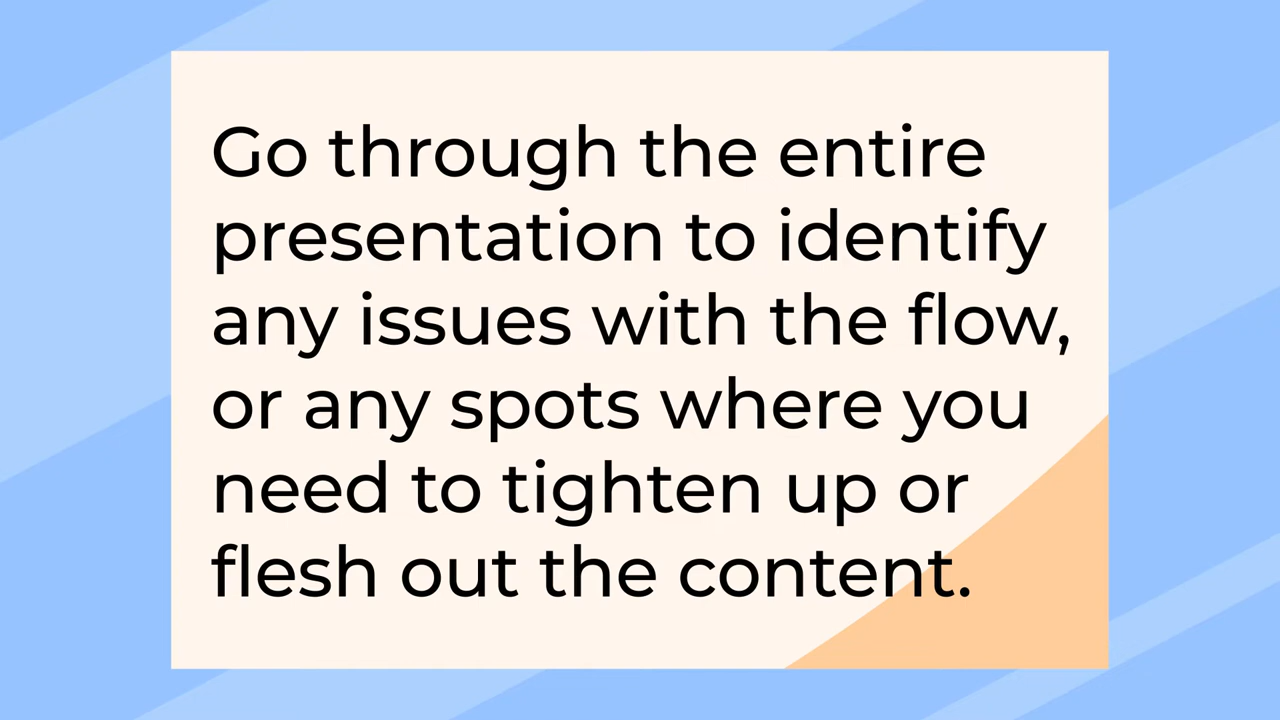 Go through the entire
presentation to identify
any issues with the flow,
or any spots where you
need to tighten up or
flesh out the content.